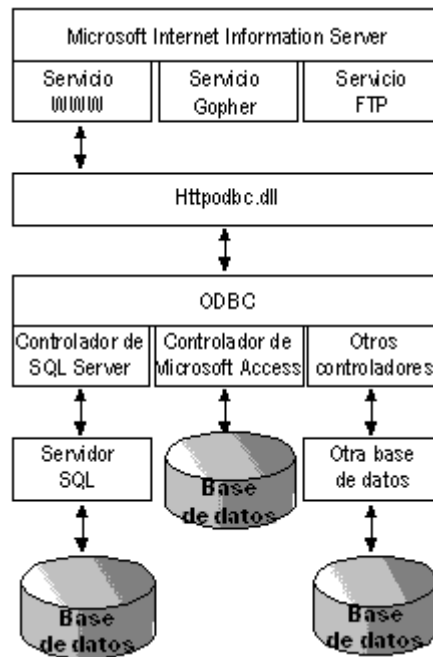 Microsoft Internet Information Server
Servicio
WWW
Servicio
Gopher
Servicio
FTP
Httpodbc.dll
ODBC
Controlador de
SQL Server
Controlador de
Microsoft Access
Otros
controladores
Servidor
SQL
Base
de datos
Otra base
de datos
Base
de datos
Base
de datos